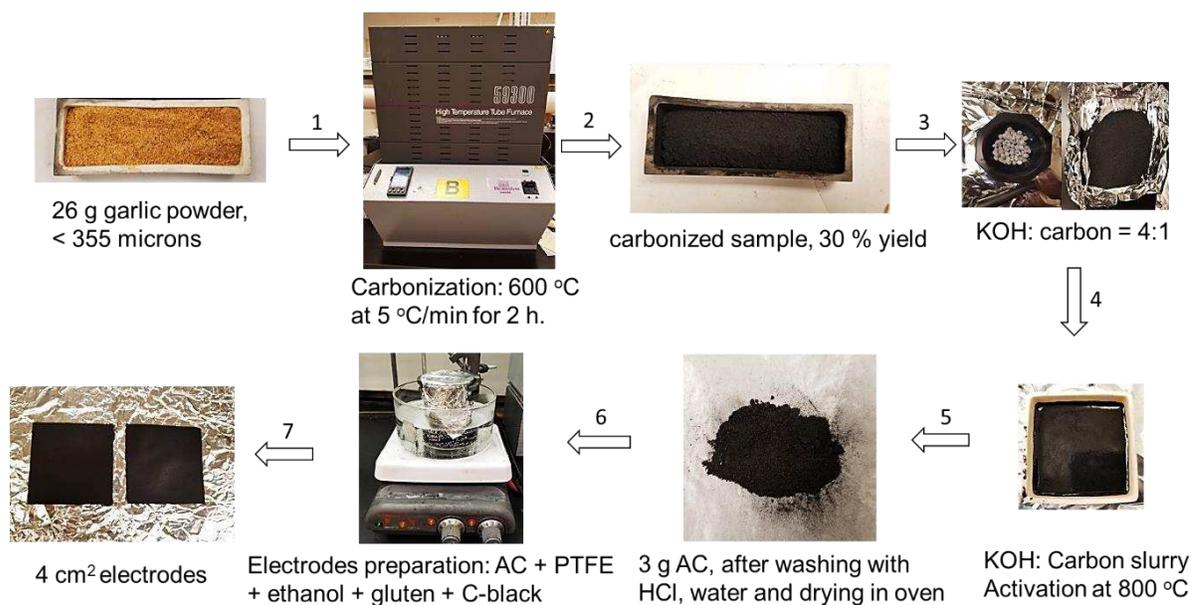 1
59300
High Temperature Tube Furnace
B
2
3
26 g garlic powder,
< 355 microns
carbonized sample, 30 % yield
KOH: carbon = 4:1
Carbonization: 600 °C
at 5 °C/min for 2 h.
4
7
6
5
4 cm² electrodes
Electrodes preparation: AC + PTFE
+ ethanol + gluten + C-black
3 g AC, after washing with
HCl, water and drying in oven
KOH: Carbon slurry
Activation at 800 °C